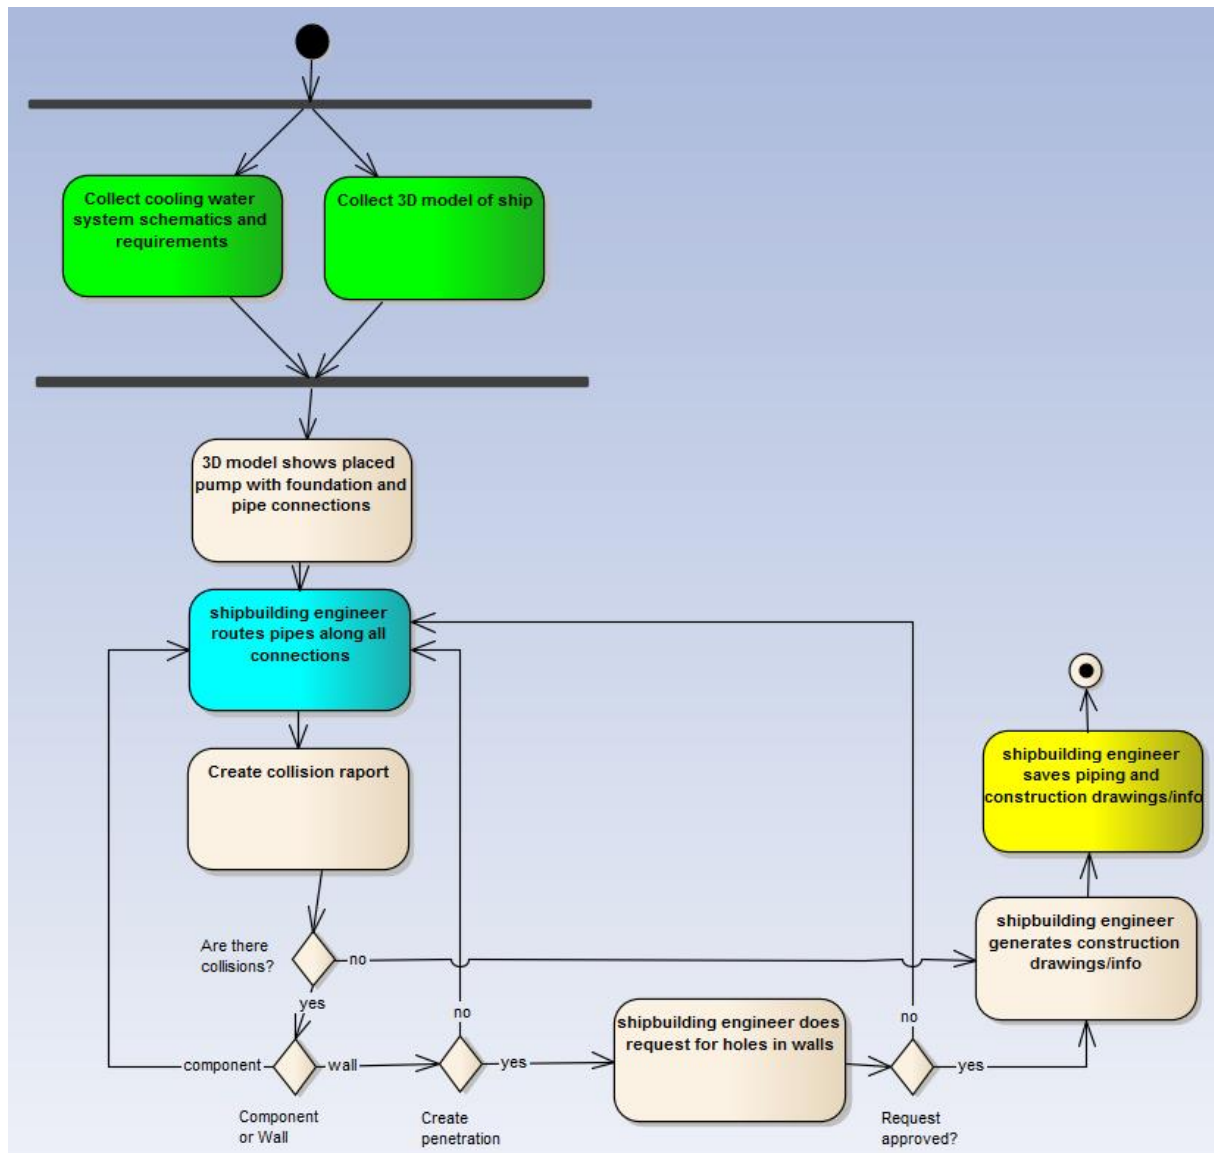 Collect cooling water
system schematics and
requirements
Collect 3D model of ship
3D model shows placed
pump with foundation and
pipe connections
shipbuilding engineer
routes pipes along all
connections
Create collision raport
shipbuilding engineer
saves piping and
construction drawings/info
shipbuilding engineer
generates construction
drawings/info
Are there
collisions?
no
yes
no
no
shipbuilding engineer does
request for holes in walls
component
wall
yes
yes
Component
or Wall
Create
penetration
Request
approved?